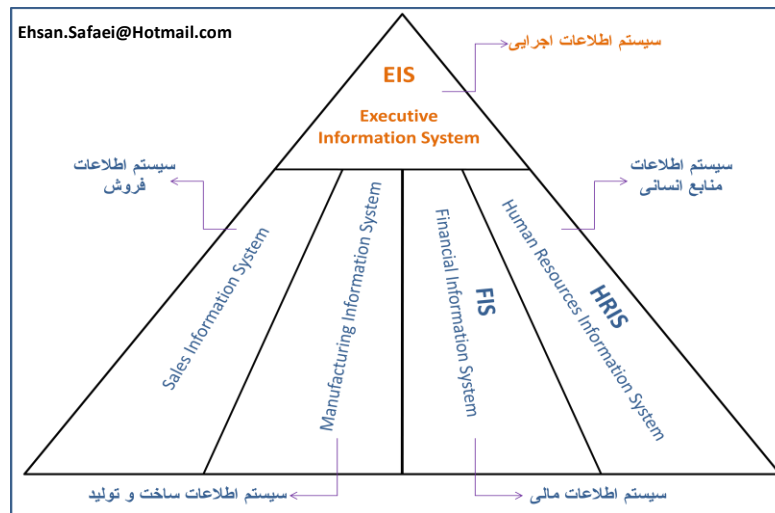 Ehsan.Safaei@Hotmail.com
سیستم اطلاعات اجرایی
EIS
Executive
Information System
سیستم اطلاعات
فروش
سیستم اطلاعات
منابع انسانی
Sales Information System
Manufacturing Information System
Financial Information System
FIS
Human Resources Information System
HRIS
سیستم اطلاعات ساخت و تولید
سیستم اطلاعات مالی